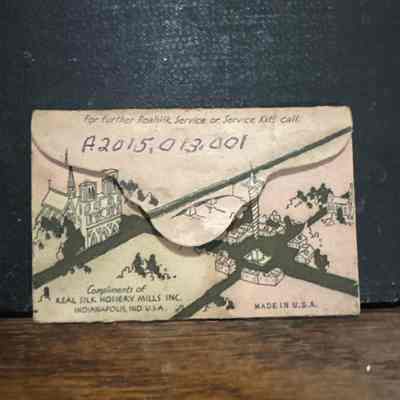 For further Realsilk Service or Service Kits call:
A2015.013.001
Compliments of
REAL SILK HOSIERY MILLS INC.
INDIANAPOLIS, IND U.S.A.
MADE IN U.S.A.